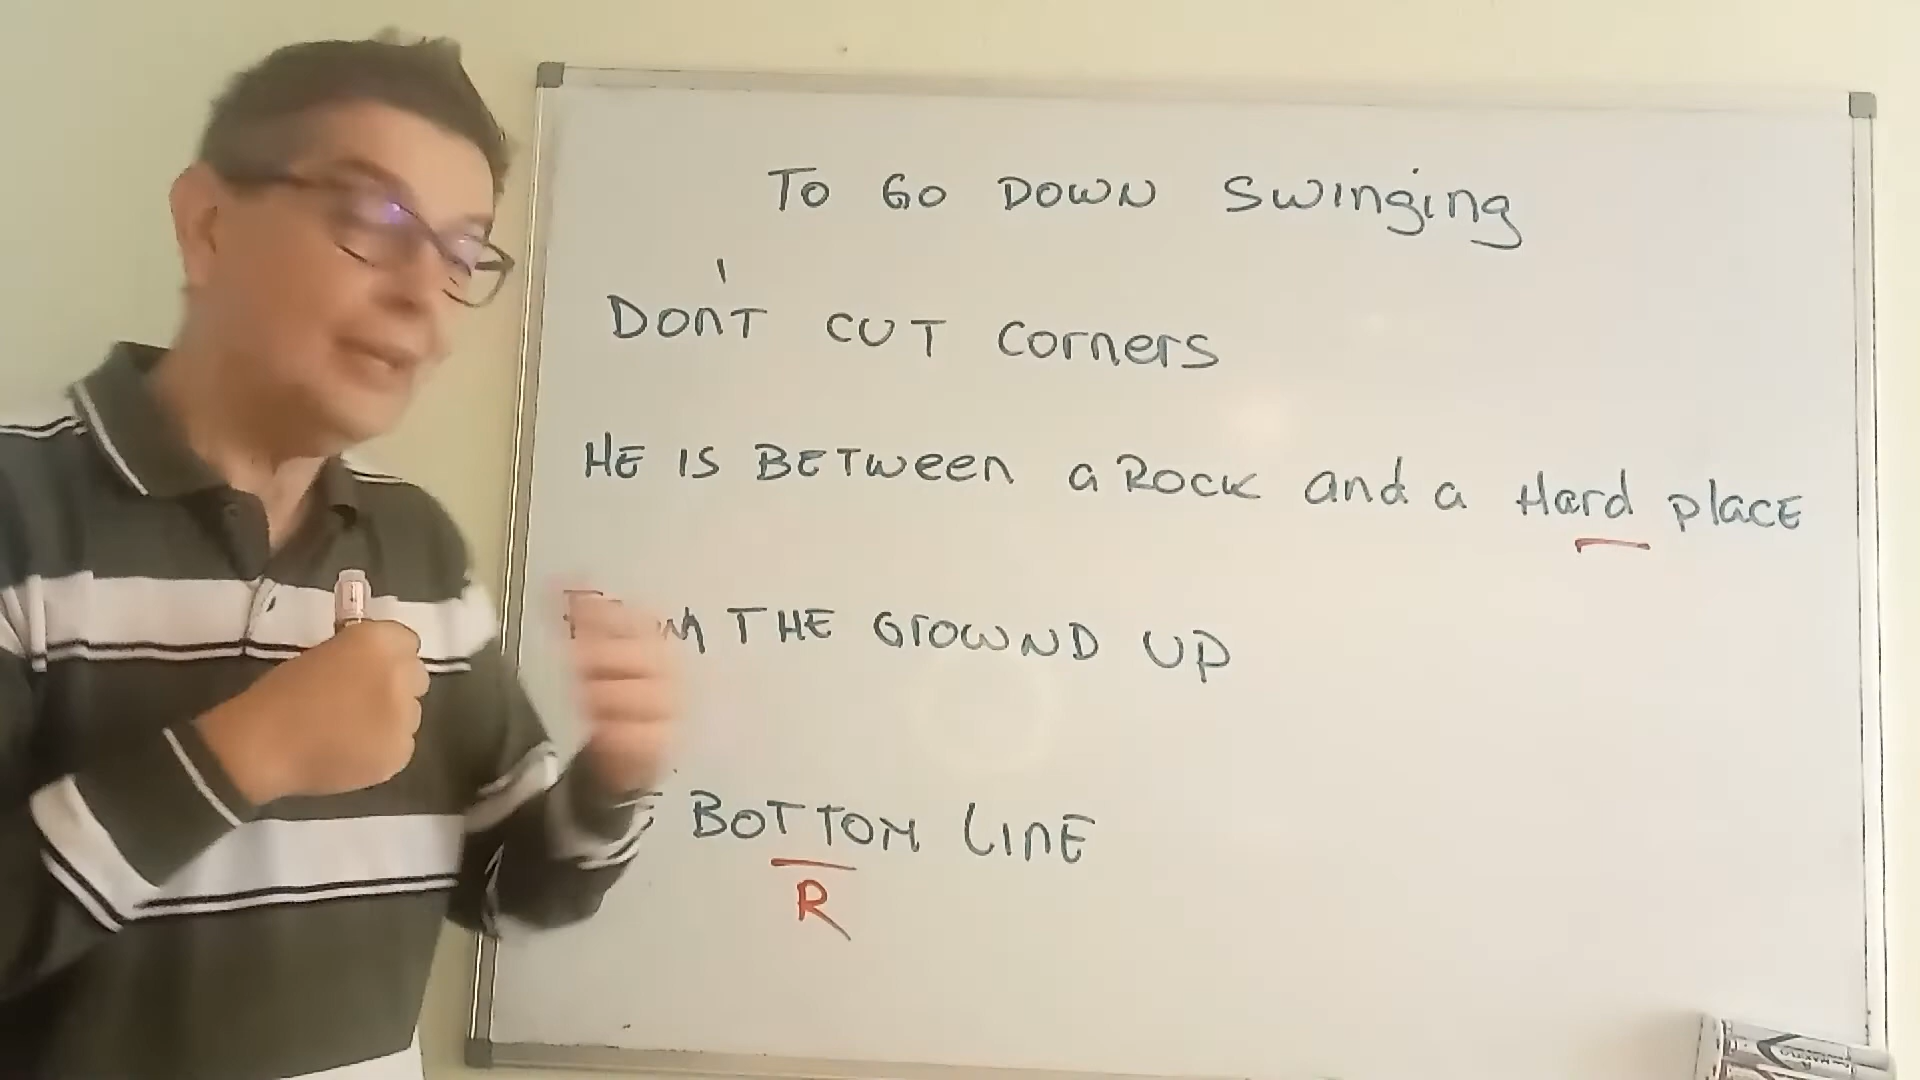 TO GO DOWN Swinging
DON'T CUT Corners
HE IS BETween a ROCK and a Hard place
THE GROWND UP
BOTTOM LINE
R